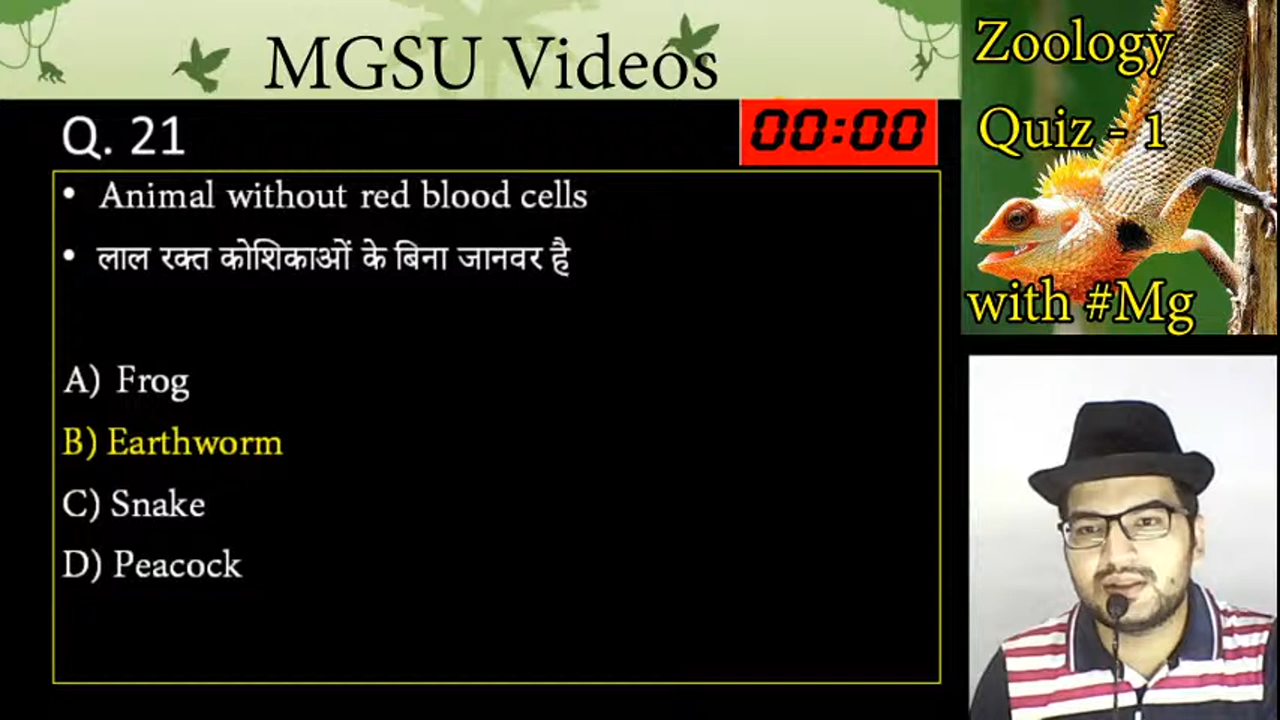 MGSU Videos
Zoology
Quiz - 1
with #Mg
Q. 21
00:00
• Animal without red blood cells
• लाल रक्त कोशिकाओं के बिना जानवर है
A) Frog
B) Earthworm
C) Snake
D) Peacock